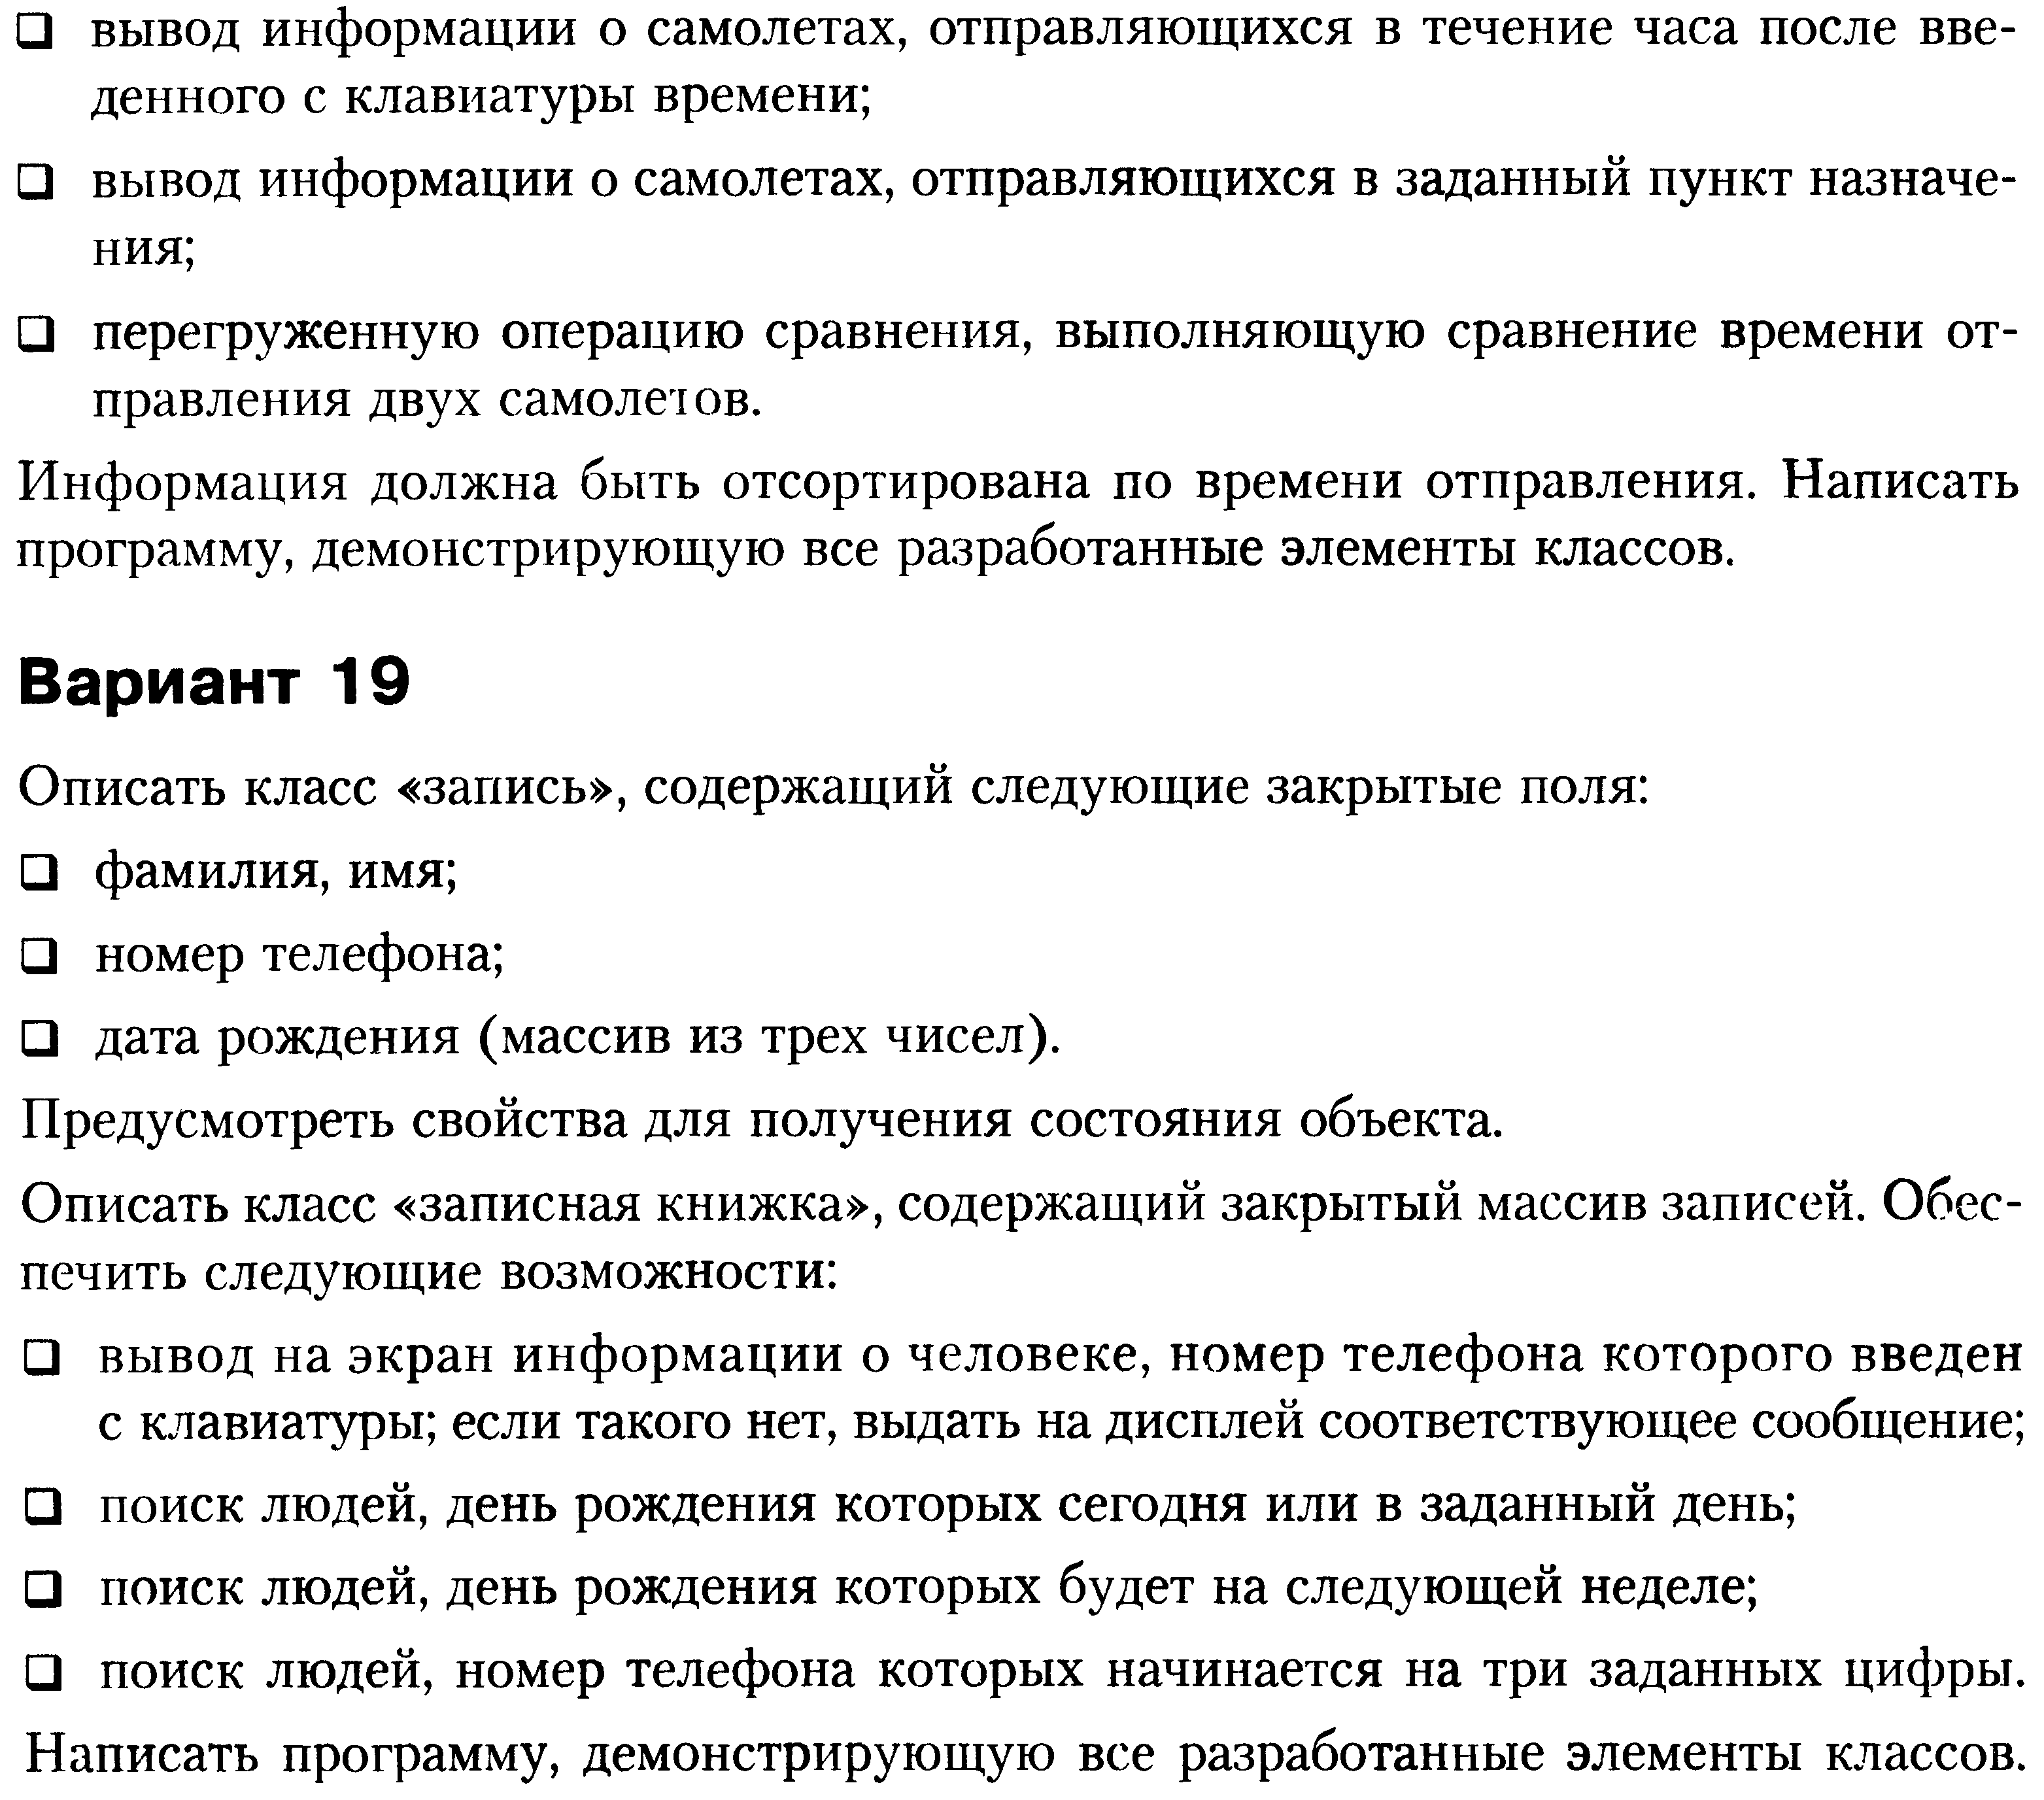 вывод информации о самолетах, отправляющихся в течение часа после вве-
денного с клавиатуры времени;
вывод информации о самолетах, отправляющихся в заданный пункт назначе-
ния;
перегруженную операцию сравнения, выполняющую сравнение времени от-
правления двух самолетов.
Информация должна быть отсортирована по времени отправления. Написать
программу, демонстрирующую все разработанные элементы классов.
Вариант 19
Описать класс «запись», содержащий следующие закрытые поля:
фамилия, имя;
номер телефона;
дата рождения (массив из трех чисел).
Предусмотреть свойства для получения состояния объекта.
Описать класс «записная книжка», содержащий закрытый массив записей. Обес-
печить следующие возможности:
вывод на экран информации о человеке, номер телефона которого введен
с клавиатуры; если такого нет, выдать на дисплей соответствующее сообщение;
поиск людей, день рождения которых сегодня или в заданный день;
поиск людей, день рождения которых будет на следующей неделе;
поиск людей, номер телефона которых начинается на три заданных цифры.
Написать программу, демонстрирующую все разработанные элементы классов.